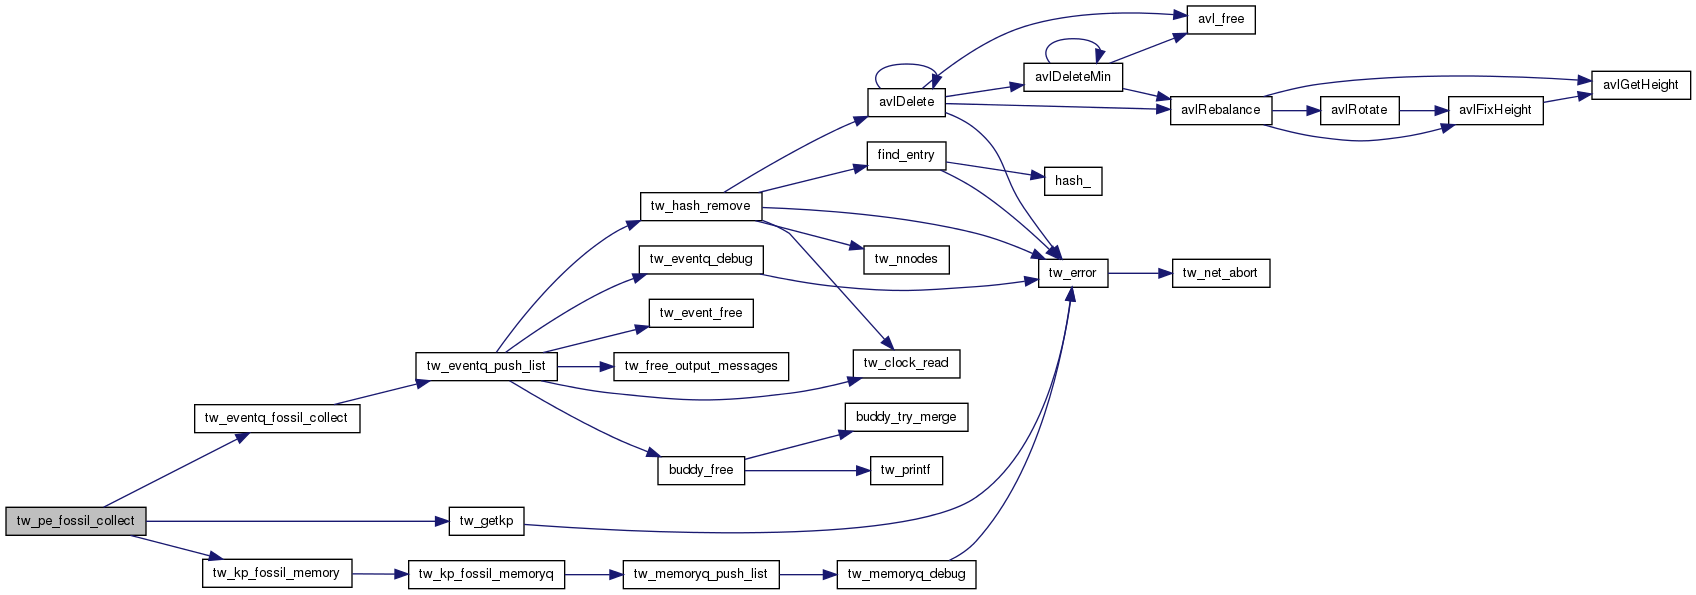 avl_free
avlDeleteMin
avlGetHeight
avlDelete
avlRebalance
avlRotate
avlFixHeight
find_entry
hash_
tw_hash_remove
tw_nnodes
tw_eventq_debug
tw_error
tw_net_abort
tw_event_free
tw_eventq_push_list
tw_free_output_messages
tw_clock_read
tw_eventq_fossil_collect
buddy_try_merge
buddy_free
tw_printf
tw_pe_fossil_collect
tw_getkp
tw_kp_fossil_memory
tw_kp_fossil_memoryq
tw_memoryq_push_list
tw_memoryq_debug